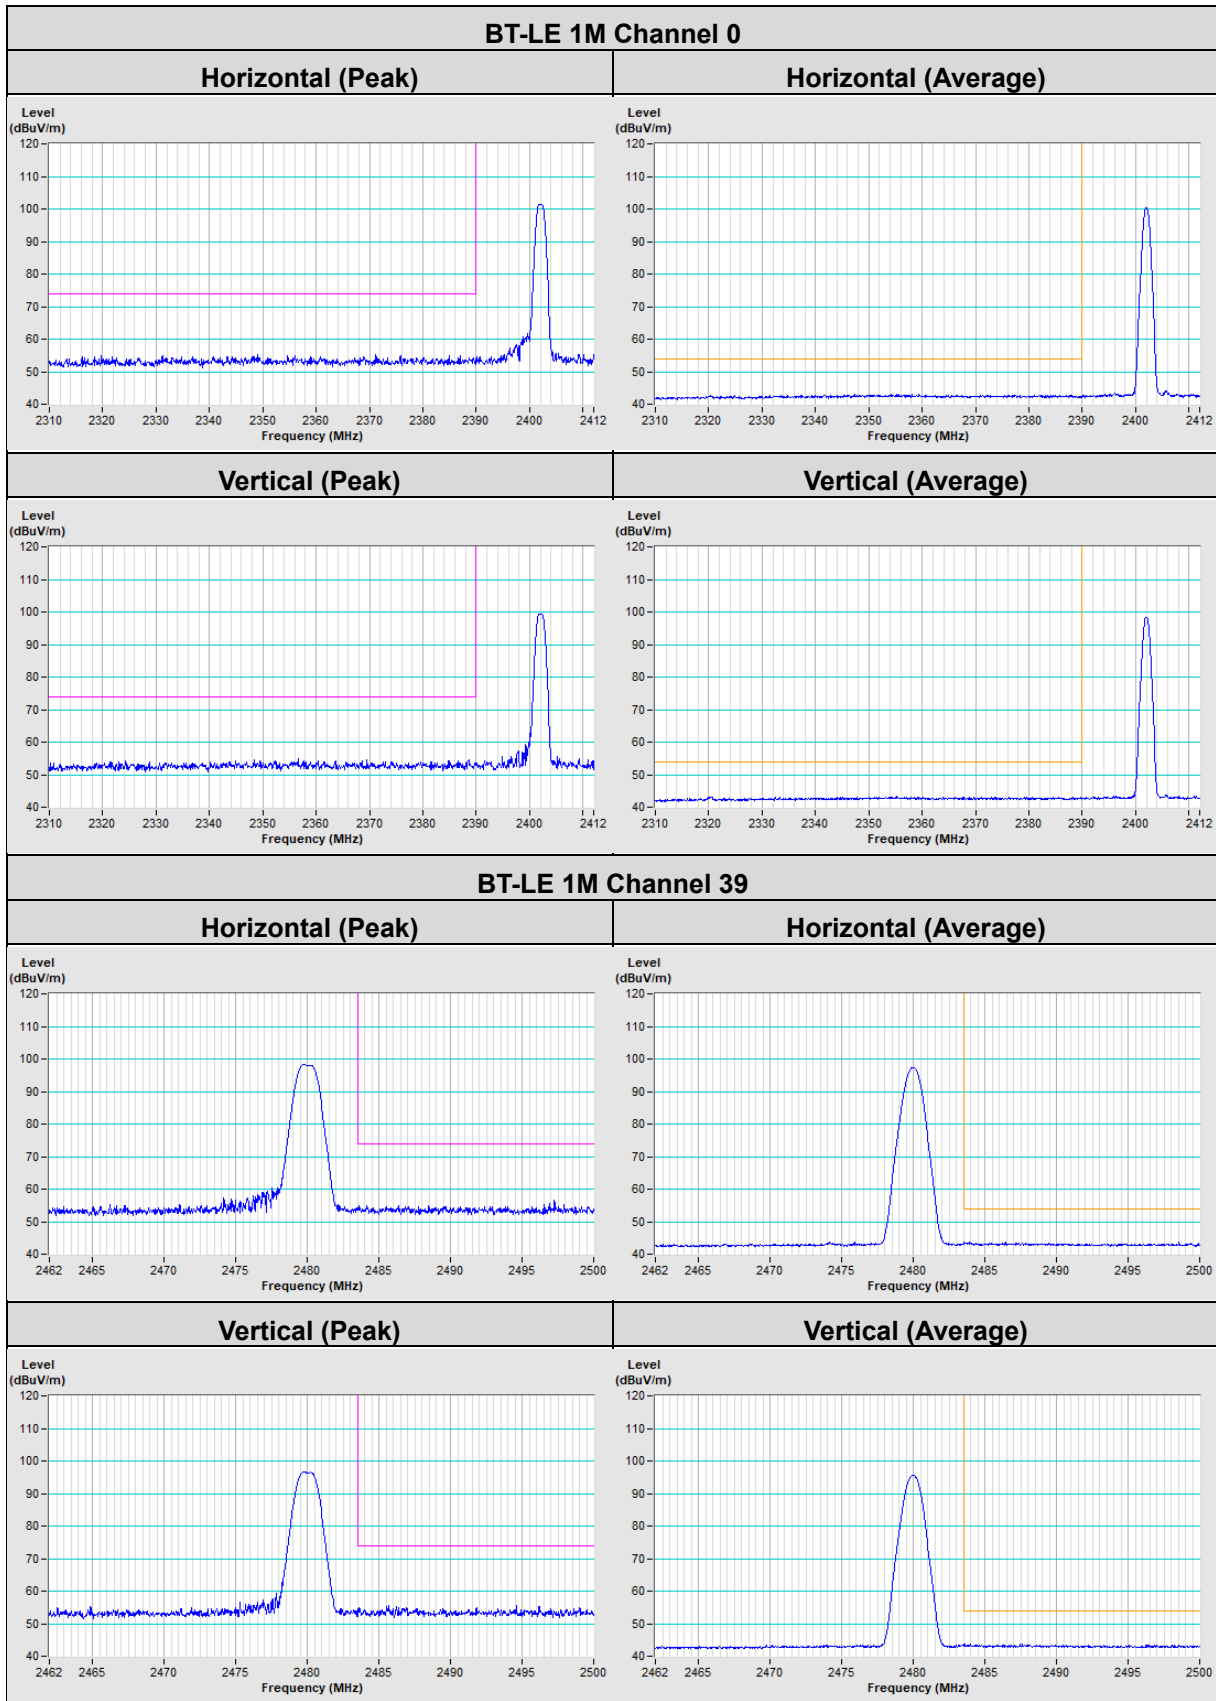 BT-LE 1M Channel 0
Horizontal (Peak)
Horizontal (Average)
Level
(dBuV/m)
120
110
100
90
80
70
60
50
40
2310 2320 2330 2340 2350 2360 2370 2380 2390 2400 2412
Frequency (MHz)
Level
(dBuV/m)
120
110
100
90
80
70
60
50
40
2310 2320 2330 2340 2350 2360 2370 2380 2390 2400 2412
Frequency (MHz)
Vertical (Peak)
Vertical (Average)
Level
(dBuV/m)
120
110
100
90
80
70
60
50
40
2310 2320 2330 2340 2350 2360 2370 2380 2390 2400 2412
Frequency (MHz)
Level
(dBuV/m)
120
110
100
90
80
70
60
50
40
2310 2320 2330 2340 2350 2360 2370 2380 2390 2400 2412
Frequency (MHz)
BT-LE 1M Channel 39
Horizontal (Peak)
Horizontal (Average)
Level
(dBuV/m)
120
110
100
90
80
70
60
50
40
2462 2465 2470 2475 2480 2485 2490 2495 2500
Frequency (MHz)
Level
(dBuV/m)
120
110
100
90
80
70
60
50
40
2462 2465 2470 2475 2480 2485 2490 2495 2500
Frequency (MHz)
Vertical (Peak)
Vertical (Average)
Level
(dBuV/m)
120
110
100
90
80
70
60
50
40
2462 2465 2470 2475 2480 2485 2490 2495 2500
Frequency (MHz)
Level
(dBuV/m)
120
110
100
90
80
70
60
50
40
2462 2465 2470 2475 2480 2485 2490 2495 2500
Frequency (MHz)